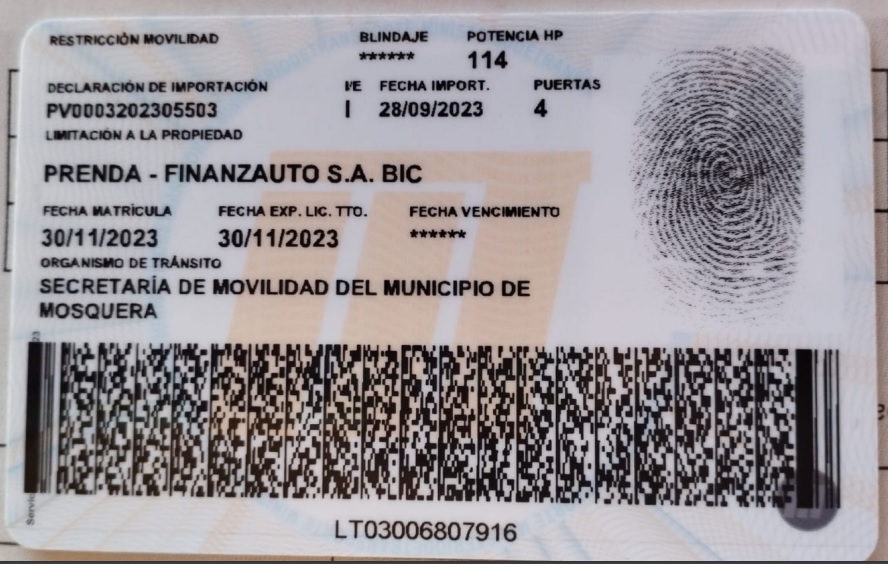 RESTRICCIÓN MOVILIDAD BLINDAJE POTENCIA HP
****** 114
DECLARACIÓN DE IMPORTACIÓN I/E FECHA IMPORT. PUERTAS
PV0003202305503 I 28/09/2023 4
LIMITACIÓN A LA PROPIEDAD
PRENDA - FINANZAUTO S.A. BIC
FECHA MATRÍCULA FECHA EXP. LIC. TTO. FECHA VENCIMIENTO
30/11/2023 30/11/2023 ******
ORGANISMO DE TRÁNSITO
SECRETARÍA DE MOVILIDAD DEL MUNICIPIO DE
MOSQUERA
LT03006807916